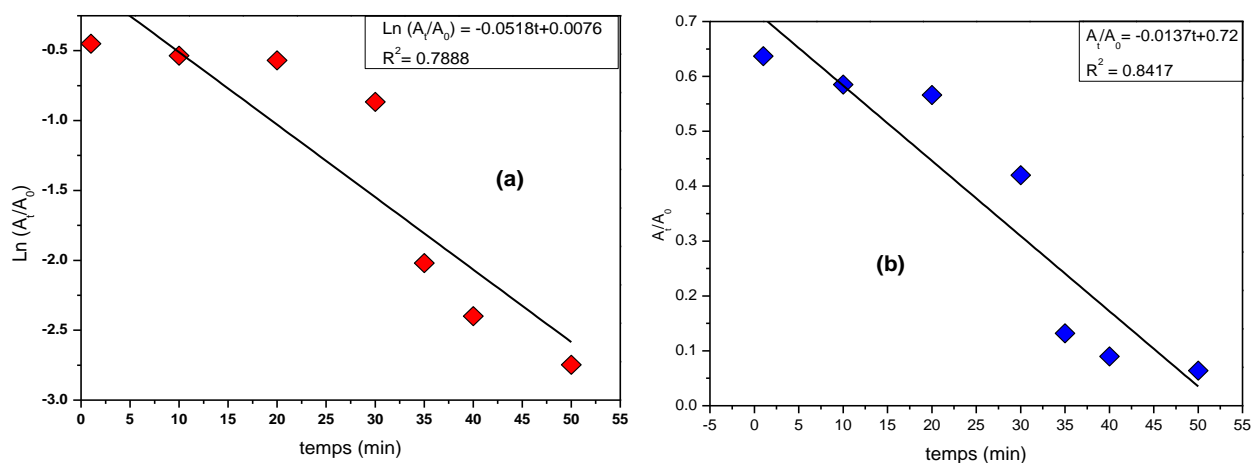 Ln (At/A0) = -0.0518t+0.0076
R2= 0.7888
-0.5
-1.0
-1.5
-2.0
-2.5
-3.0
Ln (At/A0)
(a)
0 5 10 15 20 25 30 35 40 45 50 55
temps (min)
At/A0 = -0.0137t+0.72
R2 = 0.8417
0.7
0.6
0.5
0.4
0.3
0.2
0.1
0.0
At/A0
(b)
-5 0 5 10 15 20 25 30 35 40 45 50 55
temps (min)